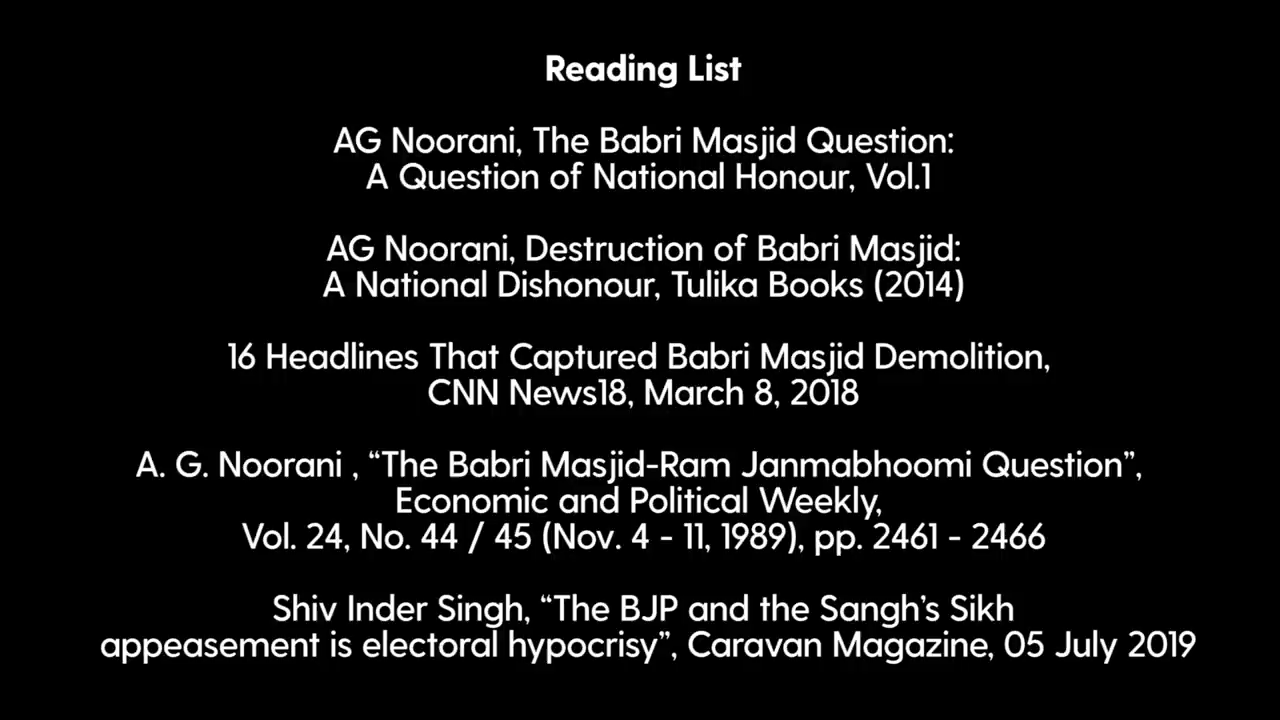 Reading List
AG Noorani, The Babri Masjid Question:
A Question of National Honour, Vol.1
AG Noorani, Destruction of Babri Masjid:
A National Dishonour, Tulika Books (2014)
16 Headlines That Captured Babri Masjid Demolition,
CNN News18, March 8, 2018
A. G. Noorani , “The Babri Masjid-Ram Janmabhoomi Question”,
Economic and Political Weekly,
Vol. 24, No. 44 / 45 (Nov. 4 - 11, 1989), pp. 2461 - 2466
Shiv Inder Singh, “The BJP and the Sangh’s Sikh
appeasement is electoral hypocrisy”, Caravan Magazine, 05 July 2019